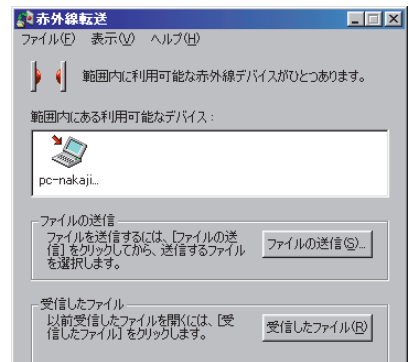 赤外線転送
ファイル(F) 表示(V) ヘルプ(H)
範囲内に利用可能な赤外線デバイスがひとつあります。
範囲内にある利用可能なデバイス:
pc-nakaji...
ファイルの送信
ファイルを送信するには、[ファイルの送
信] をクリックしてから、送信するファイル
を選択します。
ファイルの送信(S)...
受信したファイル
以前受信したファイルを開くには、[受
信したファイル] をクリックします。
受信したファイル(R)